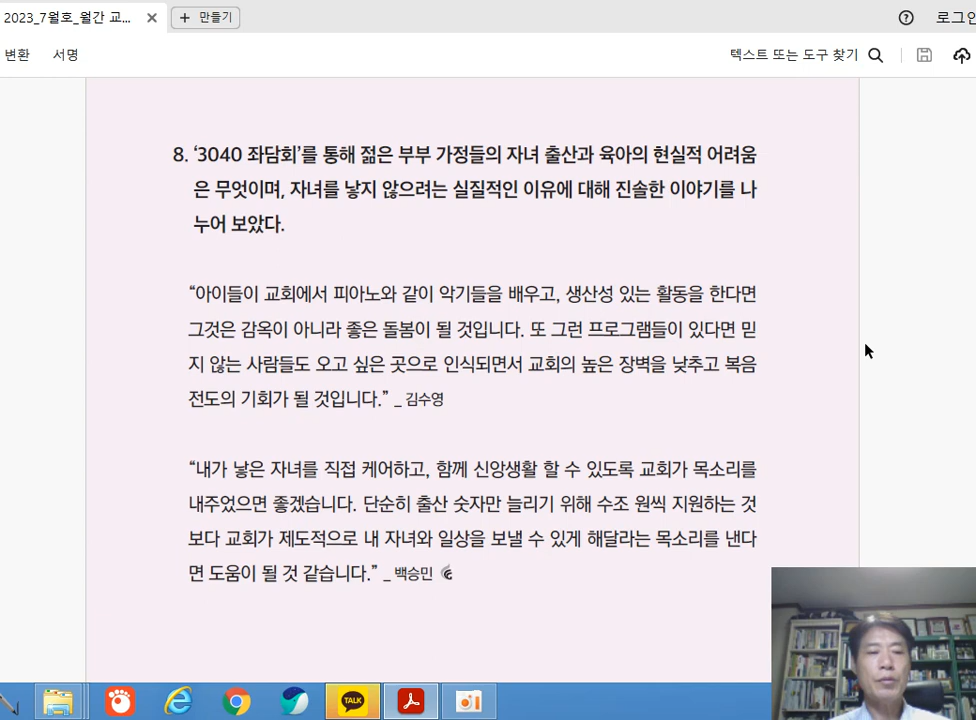 2023_7월호_월간 교...
만들기
로그인
변환 서명
텍스트 또는 도구 찾기
8. ‘3040 좌담회’를 통해 젊은 부부 가정들의 자녀 출산과 육아의 현실적 어려움
은 무엇이며, 자녀를 낳지 않으려는 실질적인 이유에 대해 진솔한 이야기를 나
누어 보았다.
“아이들이 교회에서 피아노와 같이 악기들을 배우고, 생산성 있는 활동을 한다면
그것은 감옥이 아니라 좋은 돌봄이 될 것입니다. 또 그런 프로그램들이 있다면 믿
지 않는 사람들도 오고 싶은 곳으로 인식되면서 교회의 높은 장벽을 낮추고 복음
전도의 기회가 될 것입니다.” _ 김수영
“내가 낳은 자녀를 직접 케어하고, 함께 신앙생활 할 수 있도록 교회가 목소리를
내주었으면 좋겠습니다. 단순히 출산 숫자만 늘리기 위해 수조 원씩 지원하는 것
보다 교회가 제도적으로 내 자녀와 일상을 보낼 수 있게 해달라는 목소리를 낸다
면 도움이 될 것 같습니다.” _ 백승민
TALK